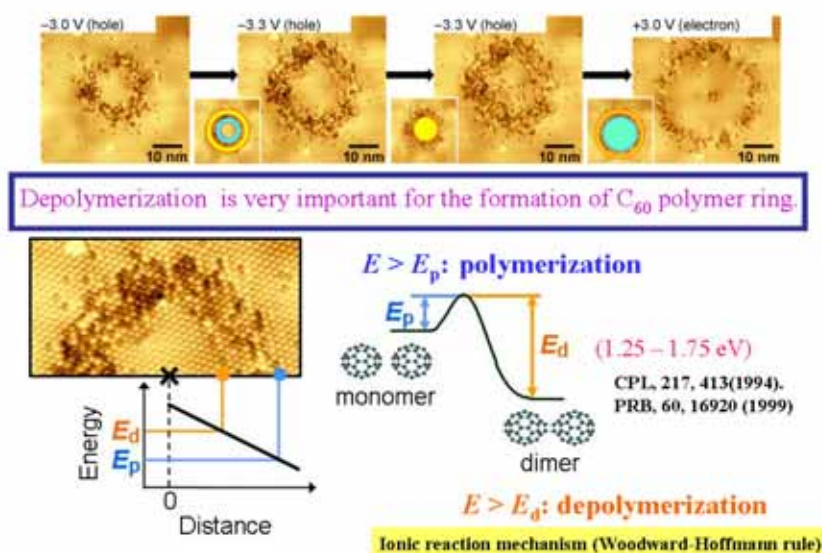 −3.0 V (hole)
−3.3 V (hole)
−3.3 V (hole)
+3.0 V (electron)
10 nm
10 nm
10 nm
10 nm
Depolymerization is very important for the formation of C60 polymer ring.
E > Ep: polymerization
Ep
Ed
(1.25 – 1.75 eV)
monomer
CPL, 217, 413(1994).
PRB, 60, 16920 (1999)
dimer
Energy
Ed
Ep
0
Distance
E > Ed: depolymerization
Ionic reaction mechanism (Woodward-Hoffmann rule)